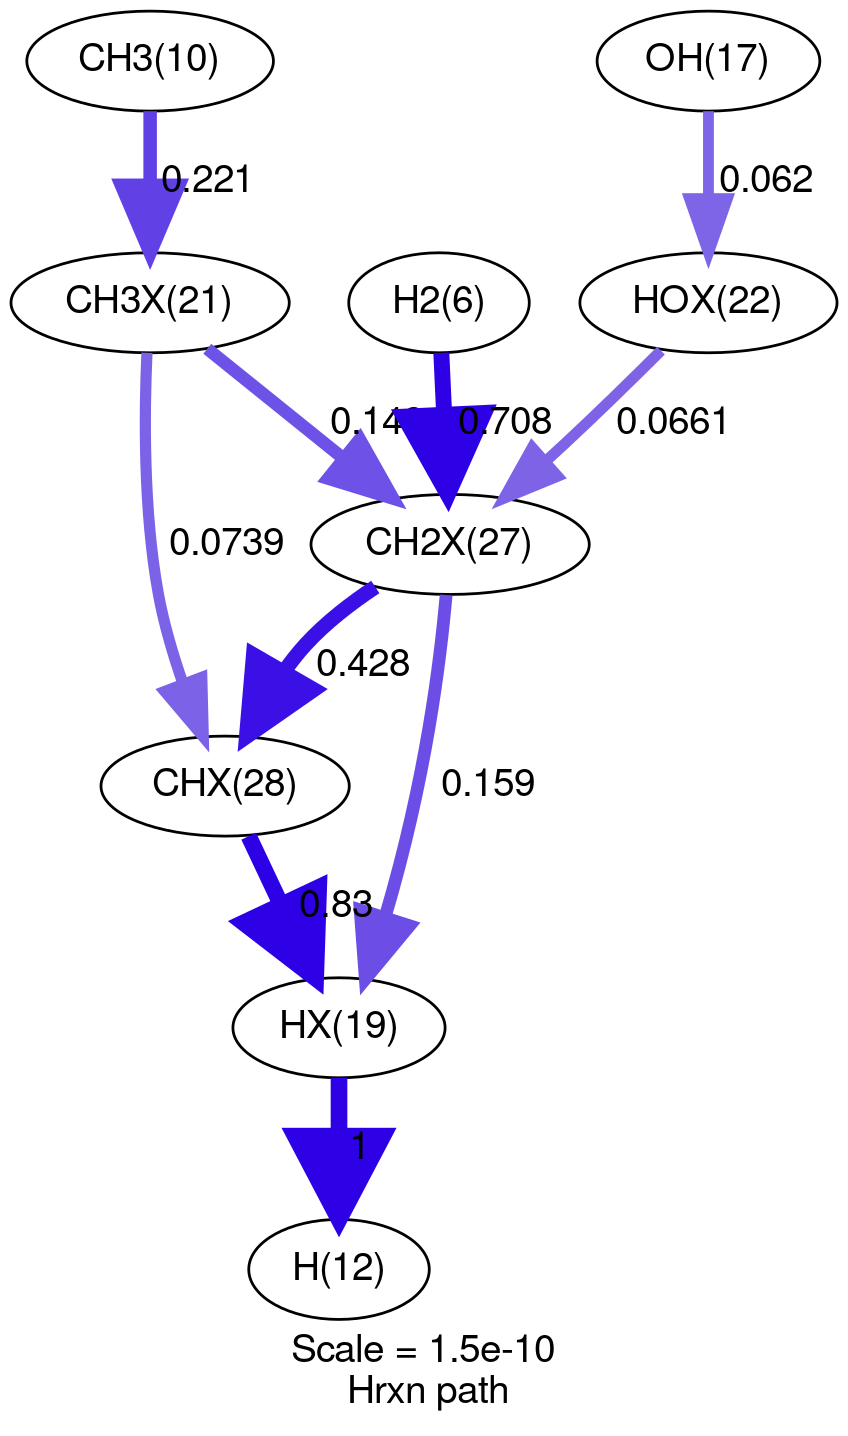 CH3(10)
OH(17)
0.221
0.062
CH3X(21)
H2(6)
HOX(22)
0.708
0.0661
0.0739
CH2X(27)
0.428
0.159
CHX(28)
0.83
HX(19)
1
H(12)
Scale = 1.5e-10
Hrxn path